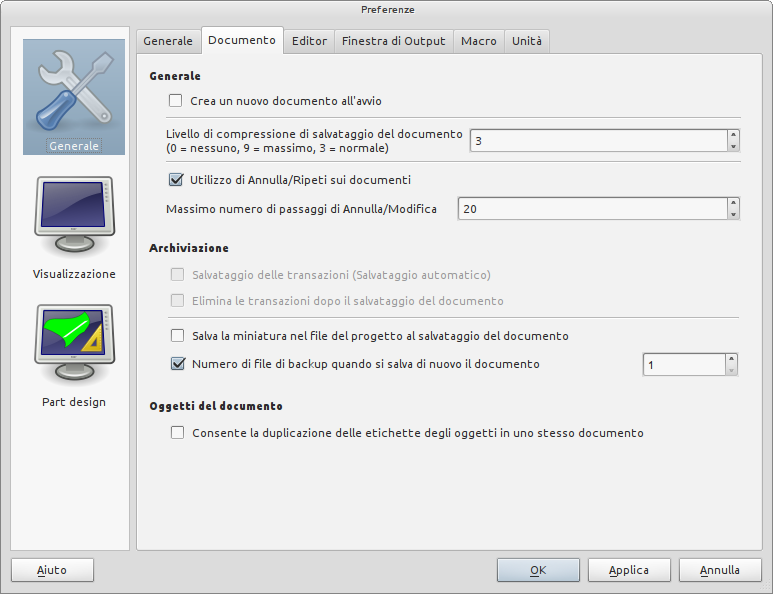 Preferenze
Generale
Visualizzazione
Part design
Generale Documento Editor Finestra di Output Macro Unità
Generale
Crea un nuovo documento all'avvio
Livello di compressione di salvataggio del documento
(0 = nessuno, 9 = massimo, 3 = normale) 3
Utilizzo di Annulla/Ripeti sui documenti
Massimo numero di passaggi di Annulla/Modifica 20
Archiviazione
Salvataggio delle transazioni (Salvataggio automatico)
Elimina le transazioni dopo il salvataggio del documento
Salva la miniatura nel file del progetto al salvataggio del documento
Numero di file di backup quando si salva di nuovo il documento 1
Oggetti del documento
Consente la duplicazione delle etichette degli oggetti in uno stesso documento
Aiuto OK Applica Annulla